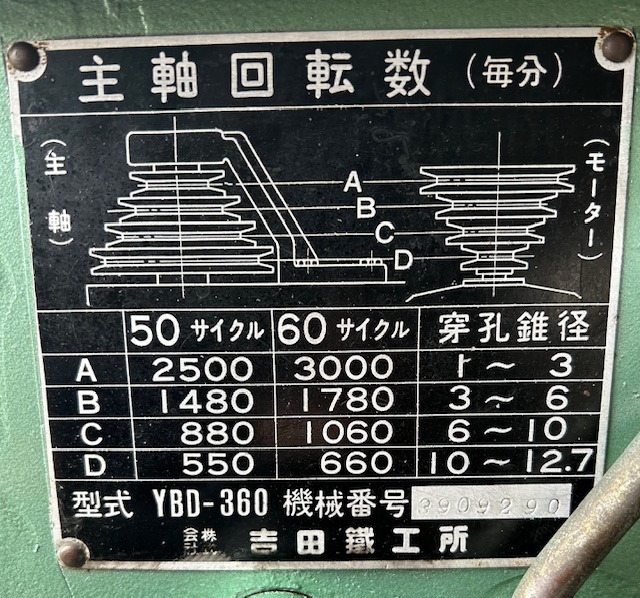 主軸回転数（毎分）
（主軸）
（モーター）
A
B
C
D
50サイクル 60サイクル 穿孔錐径
A 2500 3000 1～3
B 1480 1780 3～6
C 880 1060 6～10
D 550 660 10～12.7
型式 YBD-360 機械番号 3909290
株式会社 吉田鐵工所